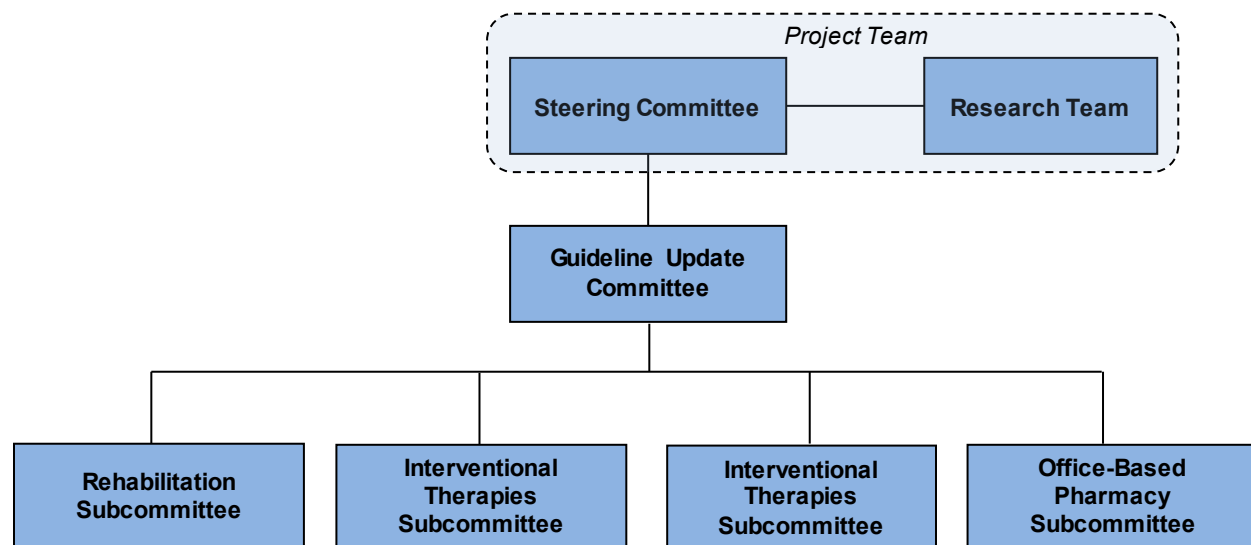 Project Team
Steering Committee
Research Team
Guideline Update
Committee
Rehabilitation
Subcommittee
Interventional
Therapies
Subcommittee
Interventional
Therapies
Subcommittee
Office-Based
Pharmacy
Subcommittee